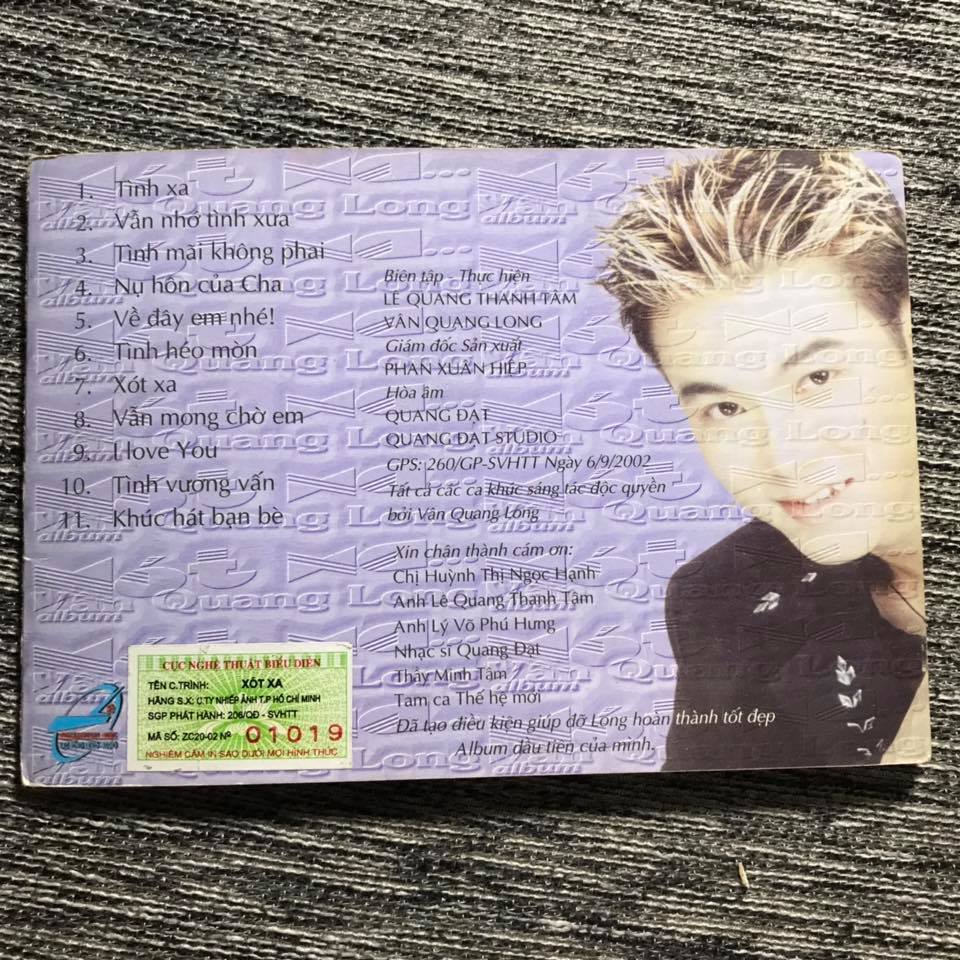 1. Tình xa
2. Vẫn nhớ tình xưa
3. Tình mãi không phai
4. Nụ hôn của Cha
5. Về đây em nhé!
6. Tình héo mòn
7. Xót xa
8. Vẫn mong chờ em
9. I love You
10. Tình vương vấn
11. Khúc hát bạn bè
Biên tập - Thực hiện
LÊ QUANG THANH TÂM
VÂN QUANG LONG
Giám đốc Sản xuất
PHAN XUÂN HIỆP
Hòa âm
QUANG ĐẠT
QUANG ĐẠT STUDIO
GPS: 260/GP-SVHTT Ngày 6/9/2002
Tất cả các ca khúc sáng tác độc quyền
bởi Vân Quang Long
Xin chân thành cám ơn:
Chị Huỳnh Thị Ngọc Hạnh
Anh Lê Quang Thanh Tâm
Anh Lý Võ Phú Hưng
Nhạc sĩ Quang Đạt
Thầy Minh Tâm
Tam ca Thế hệ mới
Đã tạo điều kiện giúp đỡ Long hoàn thành tốt đẹp
Album đầu tiên của mình.
CỤC NGHỆ THUẬT BIỂU DIỄN
TÊN C.TRÌNH: XÓT XA
HÃNG S.X: C.TY NHIẾP ẢNH T.P HỒ CHÍ MINH
SGP PHÁT HÀNH: 206/QĐ - SVHTT
MÃ SỐ: ZC20-02 Nº 01019
NGHIÊM CẤM IN SAO DƯỚI MỌI HÌNH THỨC
Xót Xa...
album Vân Quang Long